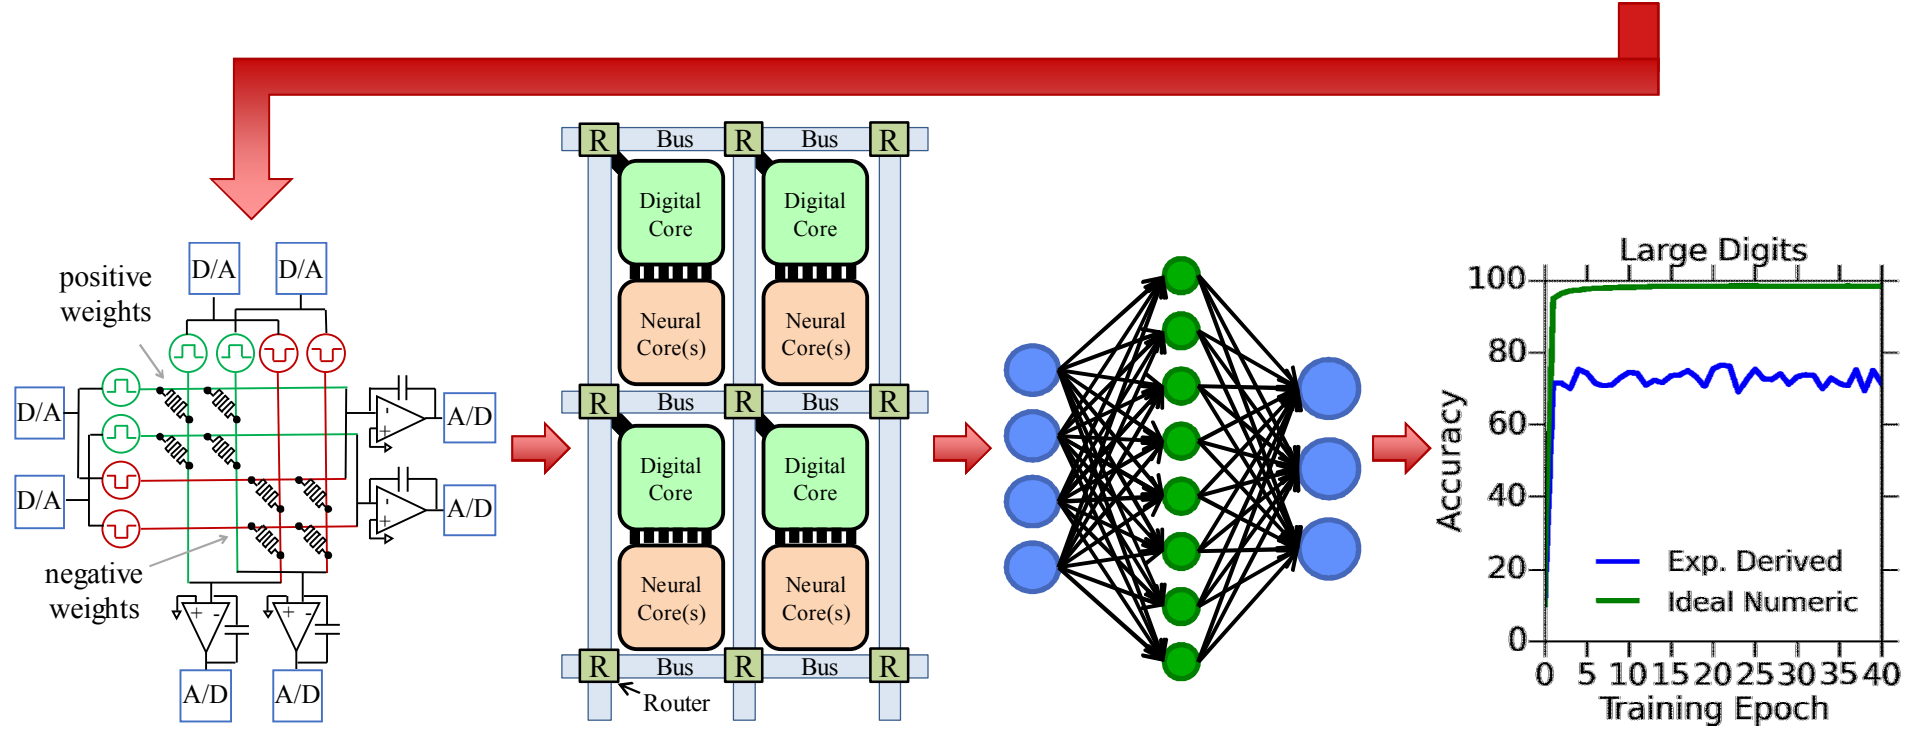 D/A
D/A
positive
weights
D/A
D/A
-
+
A/D
-
+
A/D
negative
weights
+ -
+ -
A/D
A/D
R Bus R Bus R
Digital
Core
Digital
Core
Neural
Core(s)
Neural
Core(s)
R Bus R Bus R
Digital
Core
Digital
Core
Neural
Core(s)
Neural
Core(s)
R Bus R Bus R
Router
Large Digits
100
80
60
40
20
0
Accuracy
Exp. Derived
Ideal Numeric
0 5 10 15 20 25 30 35 40
Training Epoch